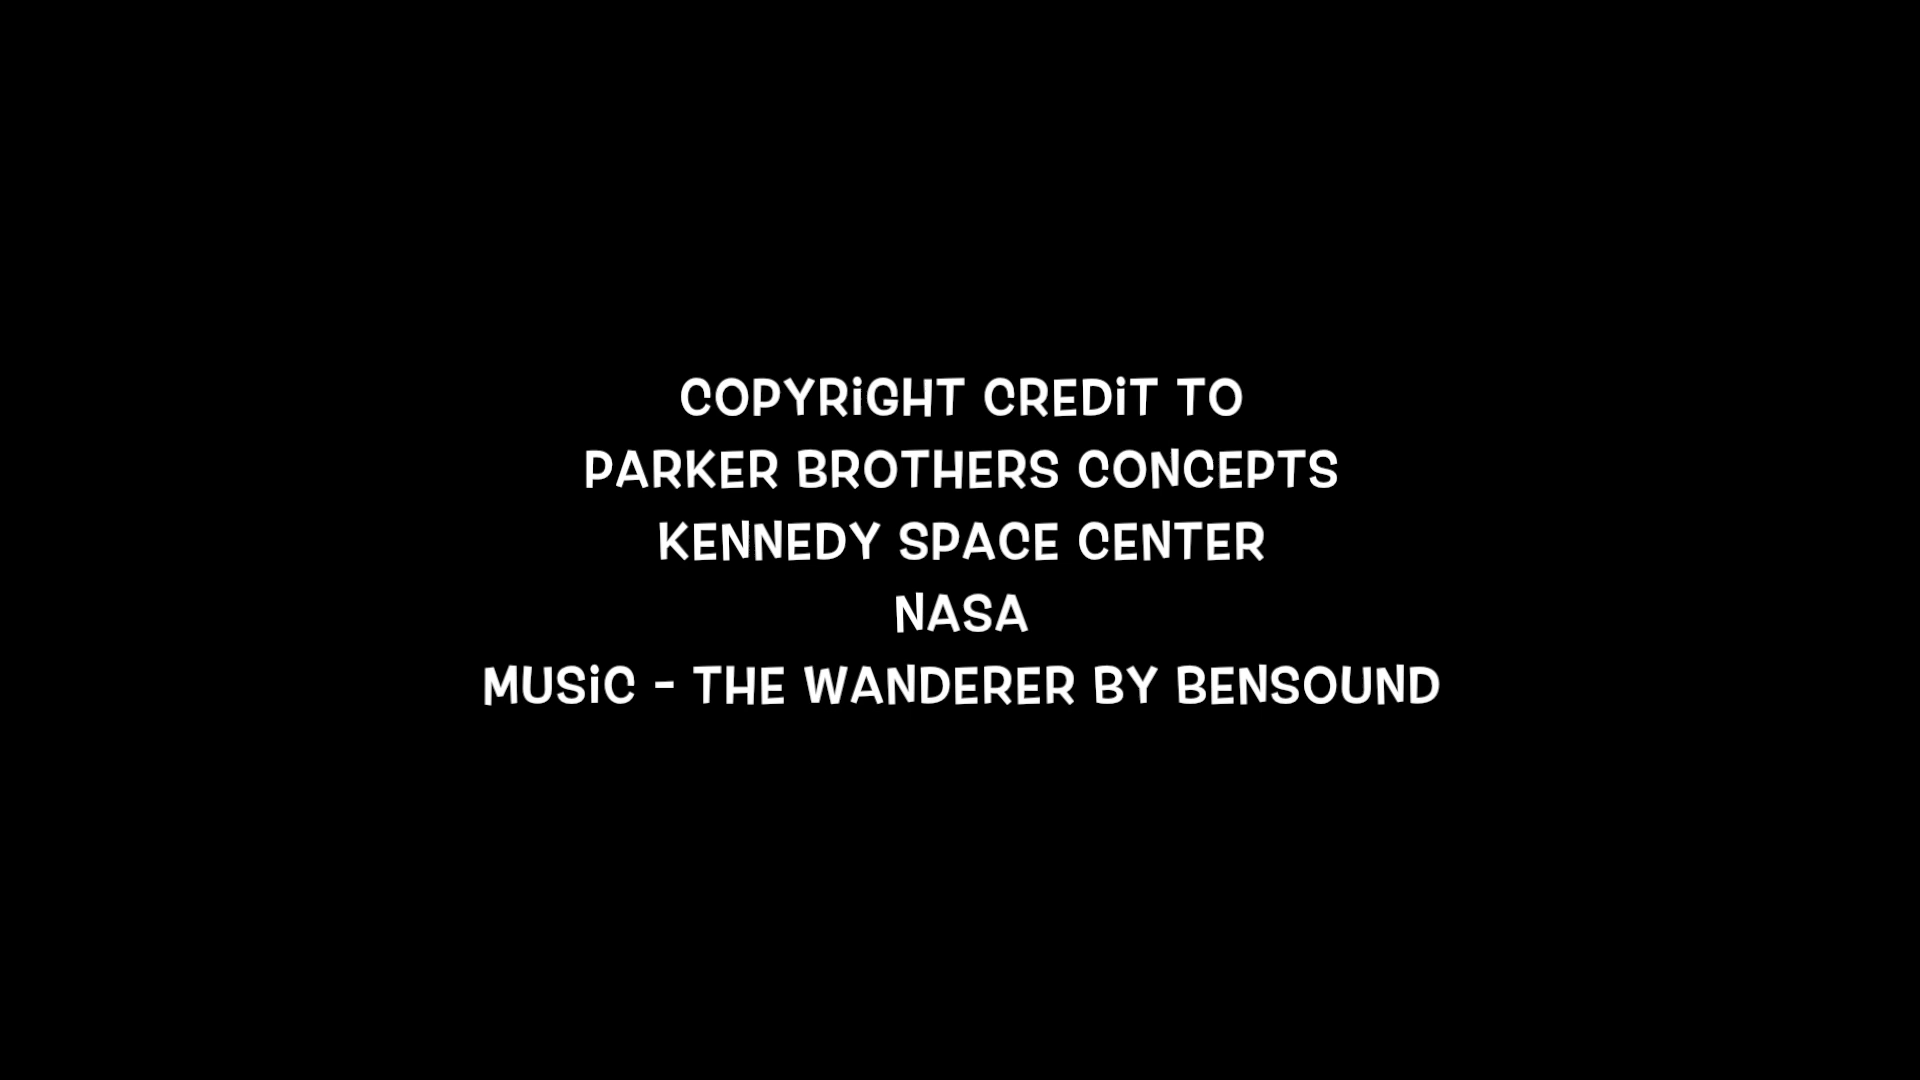 COPYRiGHT CREDiT TO
PARKER BROTHERS CONCEPTS
KENNEDY SPACE CENTER
NASA
MUSiC - THE WANDERER BY BENSOUND